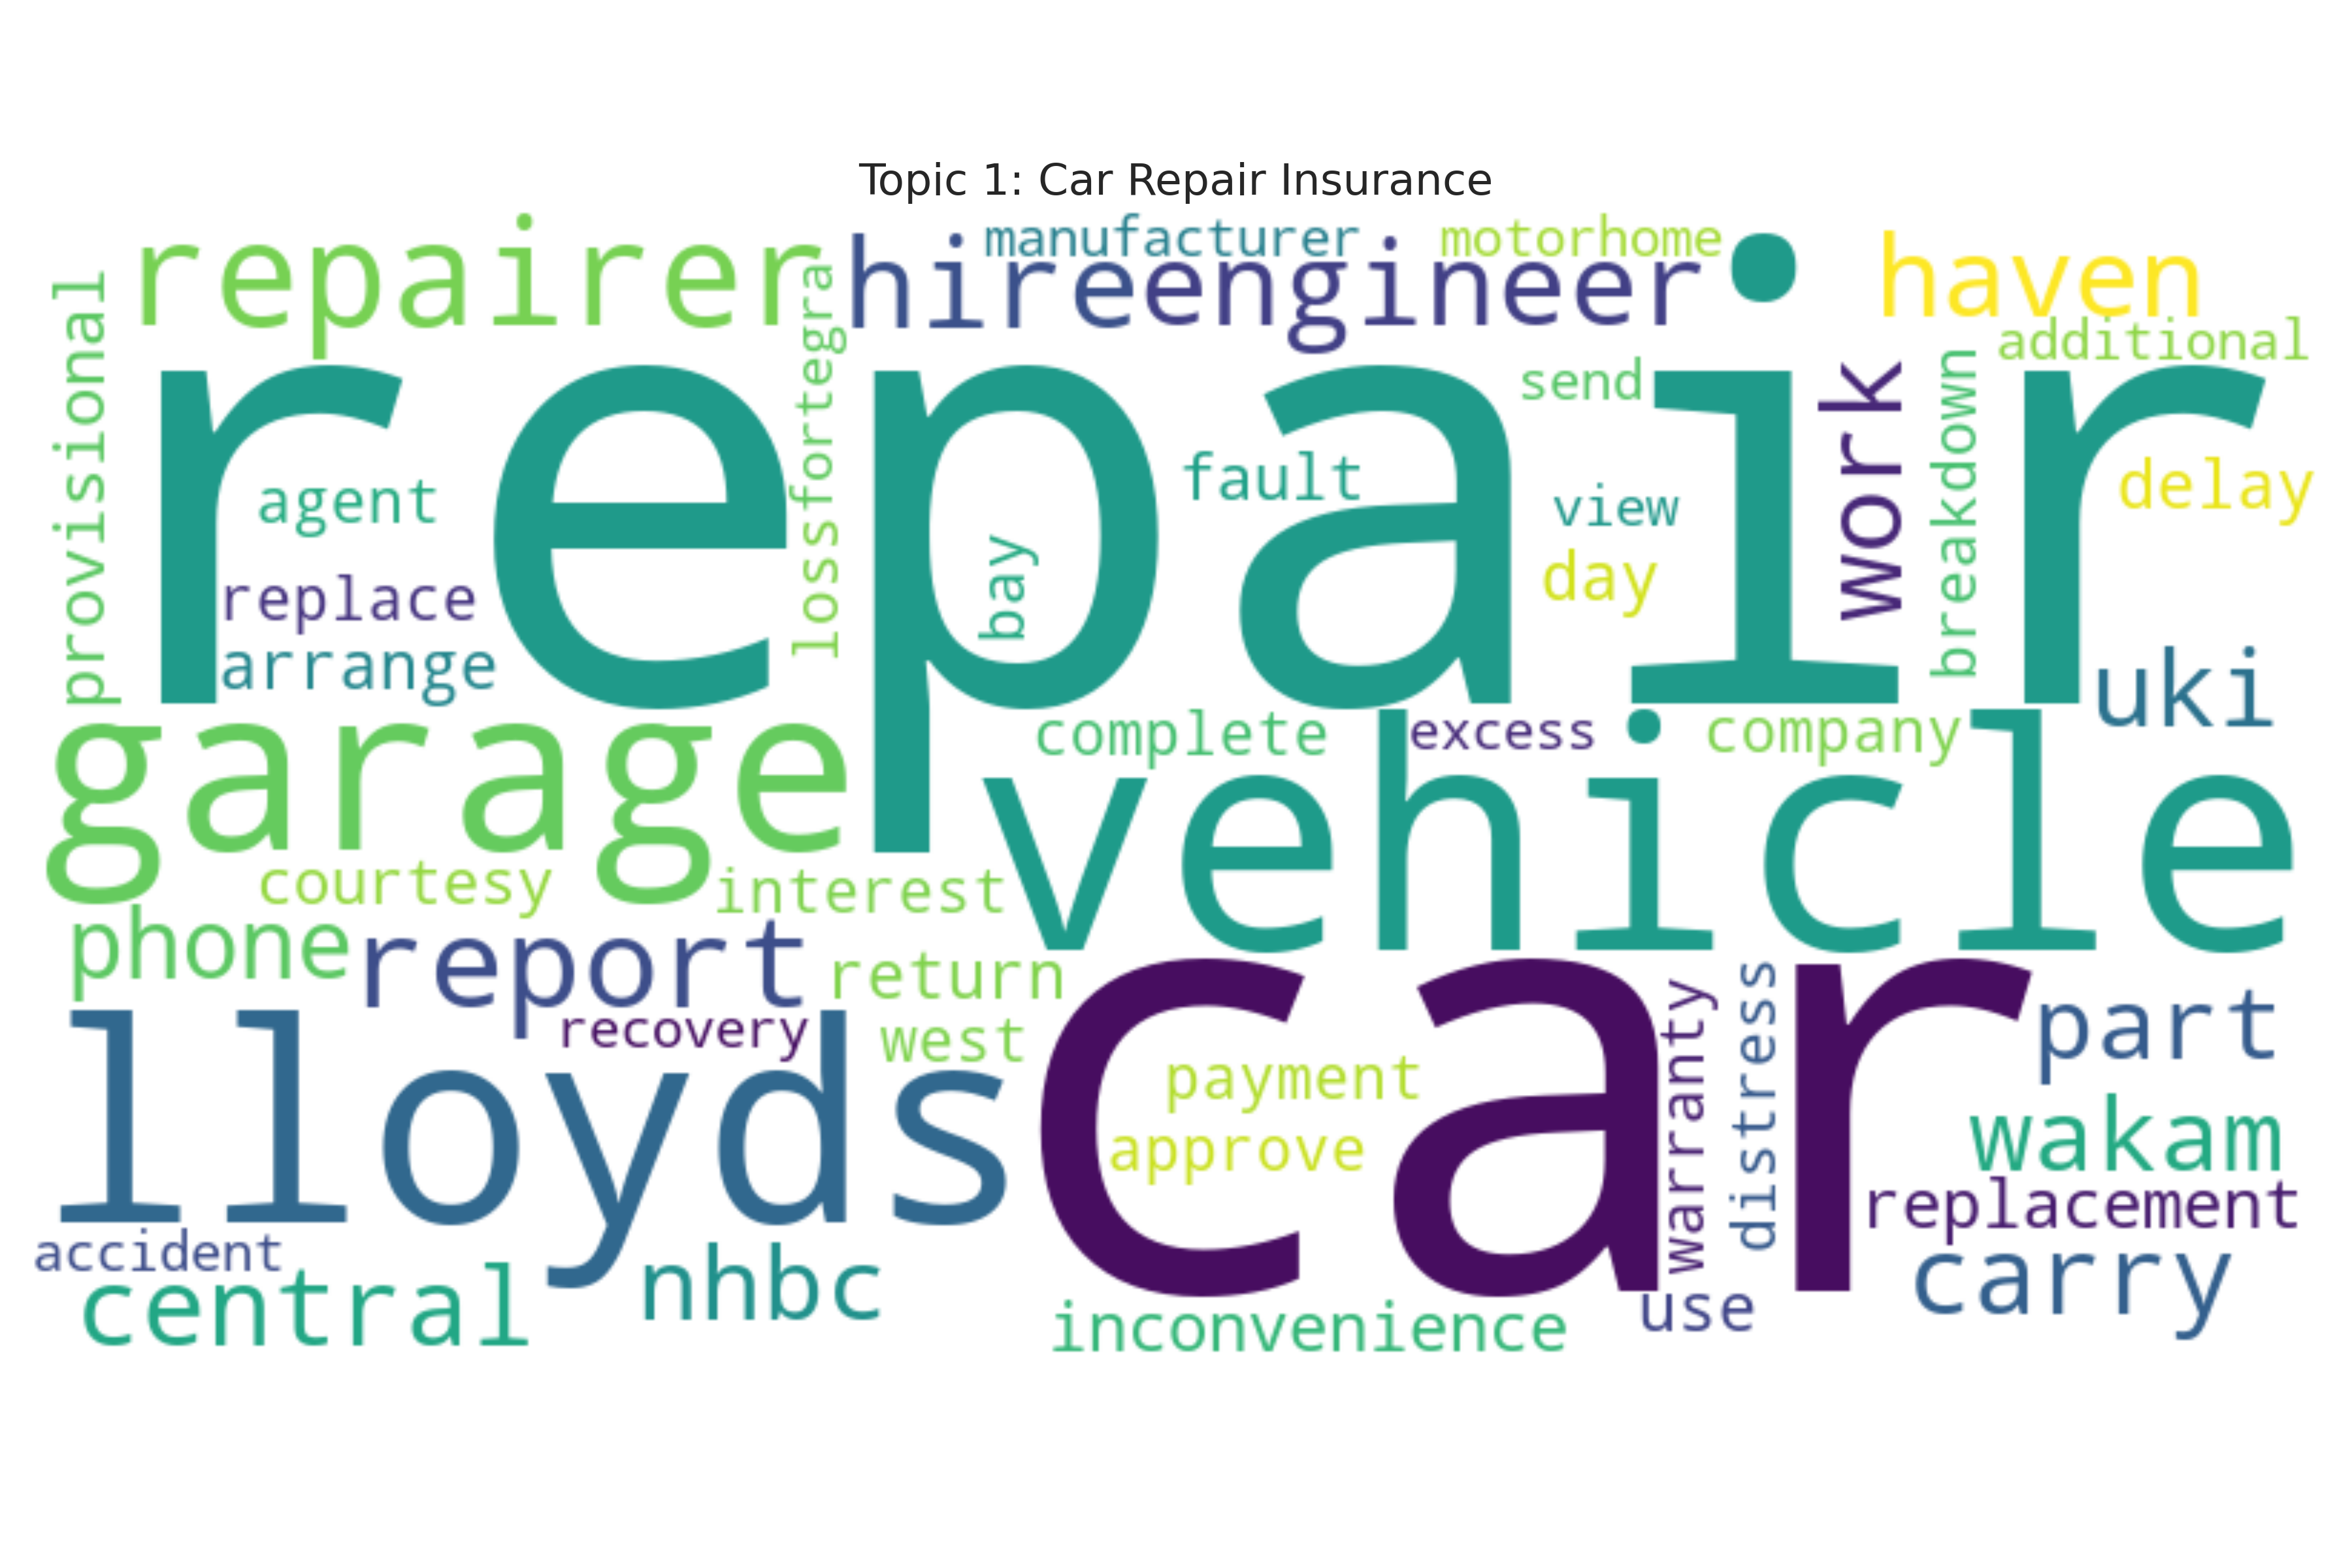 Topic 1: Car Repair Insurance
manufacturer
motorhome
repairer
hire
engineer
haven
provisional
lossfortegra
additional
repair
send
work
breakdown
agent
fault
view
delay
bay
day
replace
arrange
uki
garage
complete
excess
company
vehicle
courtesy
interest
phone
report
return
recovery
west
car
warranty
distress
part
lloyds
payment
approve
wakam
replacement
accident
central
nhbc
inconvenience
use
carry